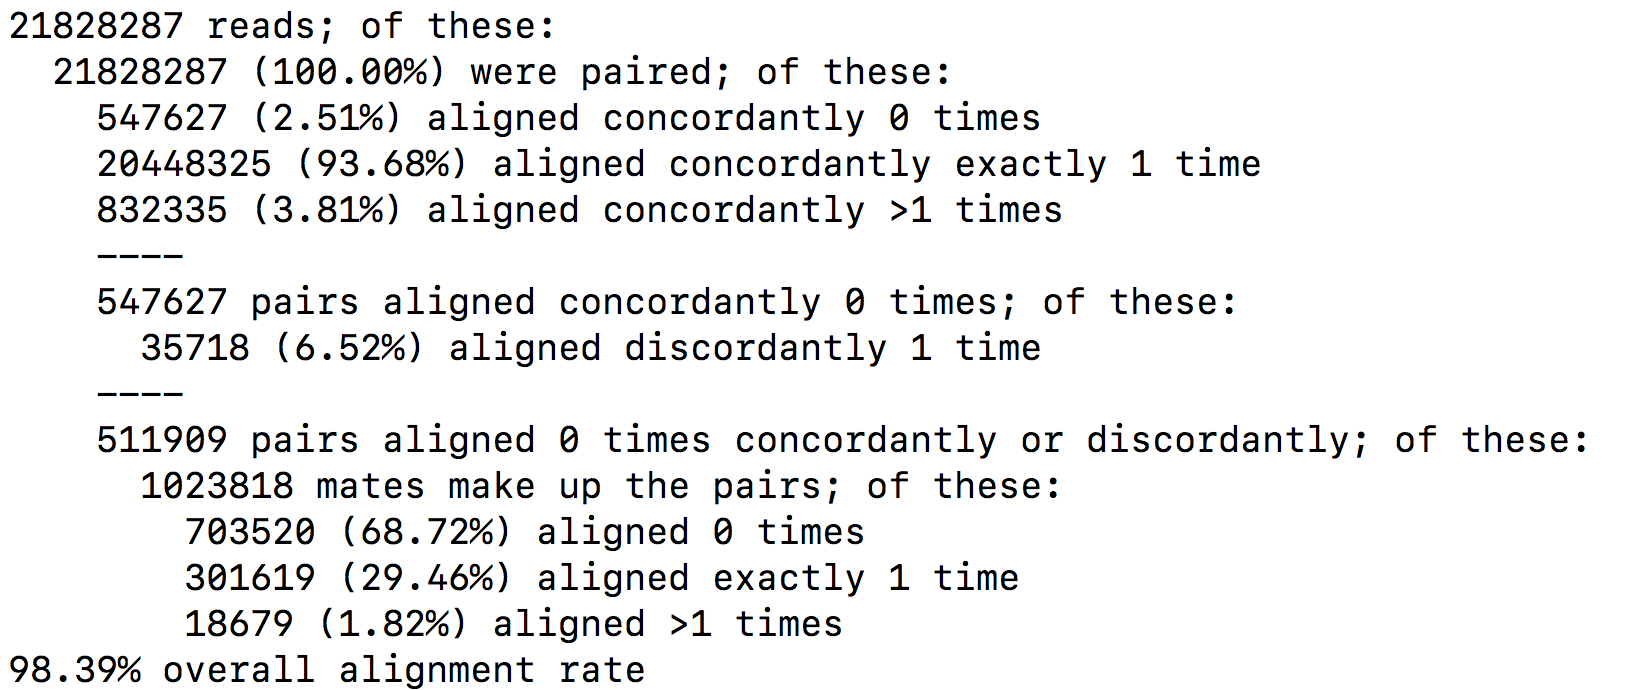 21828287 reads; of these:
  21828287 (100.00%) were paired; of these:
    547627 (2.51%) aligned concordantly 0 times
    20448325 (93.68%) aligned concordantly exactly 1 time
    832335 (3.81%) aligned concordantly >1 times
    ----
    547627 pairs aligned concordantly 0 times; of these:
      35718 (6.52%) aligned discordantly 1 time
    ----
    511909 pairs aligned 0 times concordantly or discordantly; of these:
      1023818 mates make up the pairs; of these:
        703520 (68.72%) aligned 0 times
        301619 (29.46%) aligned exactly 1 time
        18679 (1.82%) aligned >1 times
98.39% overall alignment rate